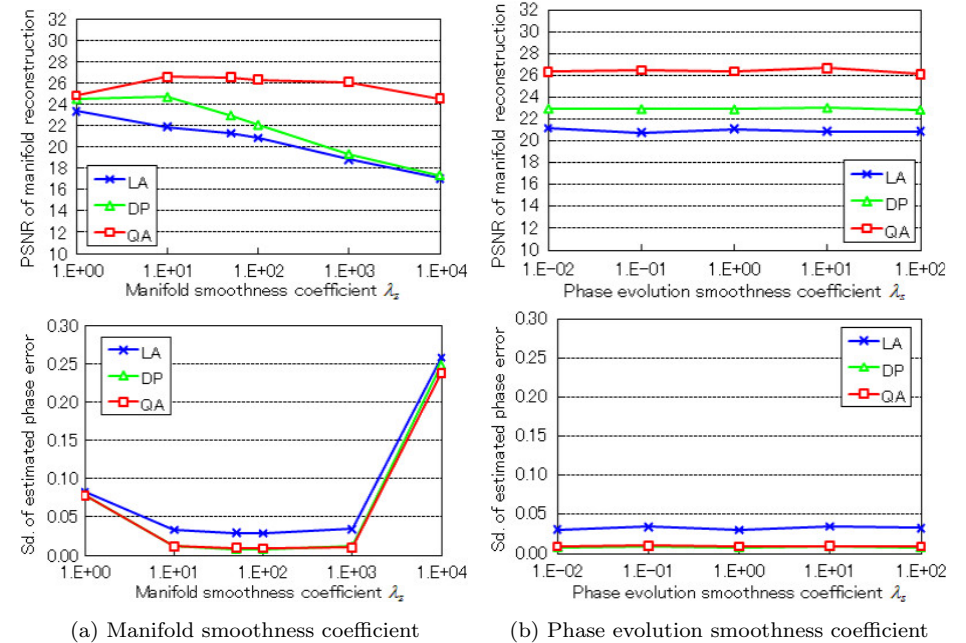 PSNR of manifold reconstruction
32
30
28
26
24
22
20
18
16
14
12
10
LA
DP
QA
1.E+00 1.E+01 1.E+02 1.E+03 1.E+04
Manifold smoothness coefficient λs
PSNR of manifold reconstruction
32
30
28
26
24
22
20
18
16
14
12
10
LA
DP
QA
1.E-02 1.E-01 1.E+00 1.E+01 1.E+02
Phase evolution smoothness coefficient λs
Sd. of estimated phase error
0.30
0.25
0.20
0.15
0.10
0.05
0.00
LA
DP
QA
1.E+00 1.E+01 1.E+02 1.E+03 1.E+04
Manifold smoothness coefficient λs
Sd. of estimated phase error
0.30
0.25
0.20
0.15
0.10
0.05
0.00
LA
DP
QA
1.E-02 1.E-01 1.E+00 1.E+01 1.E+02
Phase evolution smoothness coefficient λs
(a) Manifold smoothness coefficient
(b) Phase evolution smoothness coefficient